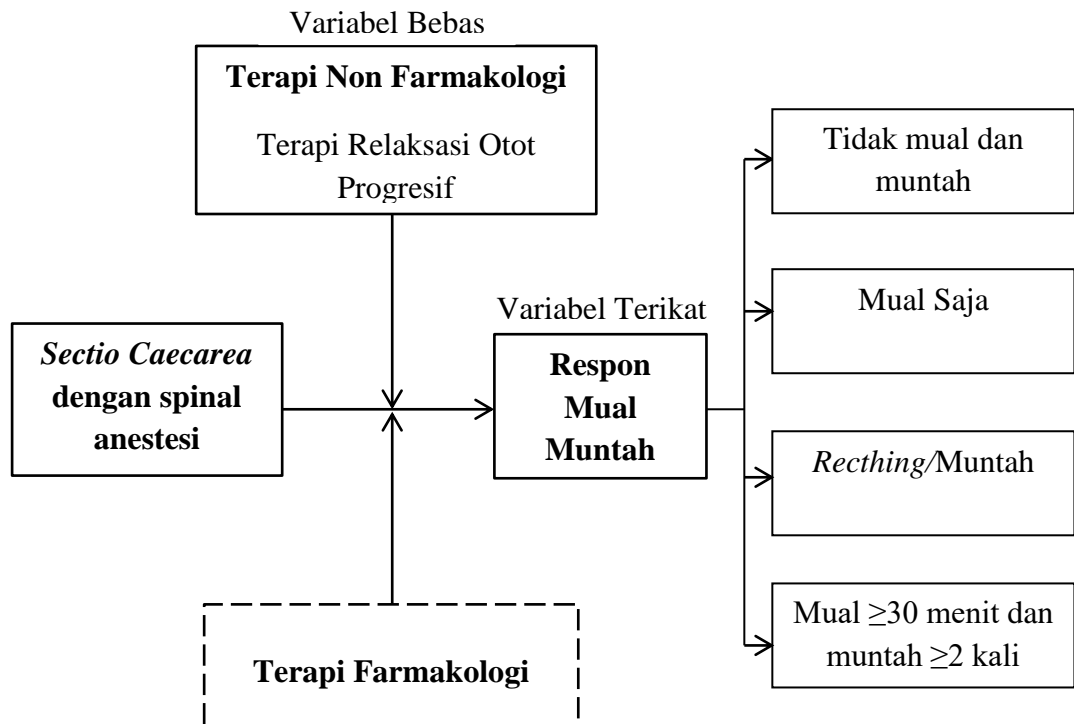 Variabel Bebas
Terapi Non Farmakologi
Terapi Relaksasi Otot
Progresif
Sectio Caecarea
dengan spinal
anestesi
Variabel Terikat
Respon
Mual
Muntah
Tidak mual dan
muntah
Mual Saja
Recthing/Muntah
Mual ≥30 menit dan
muntah ≥2 kali
Terapi Farmakologi